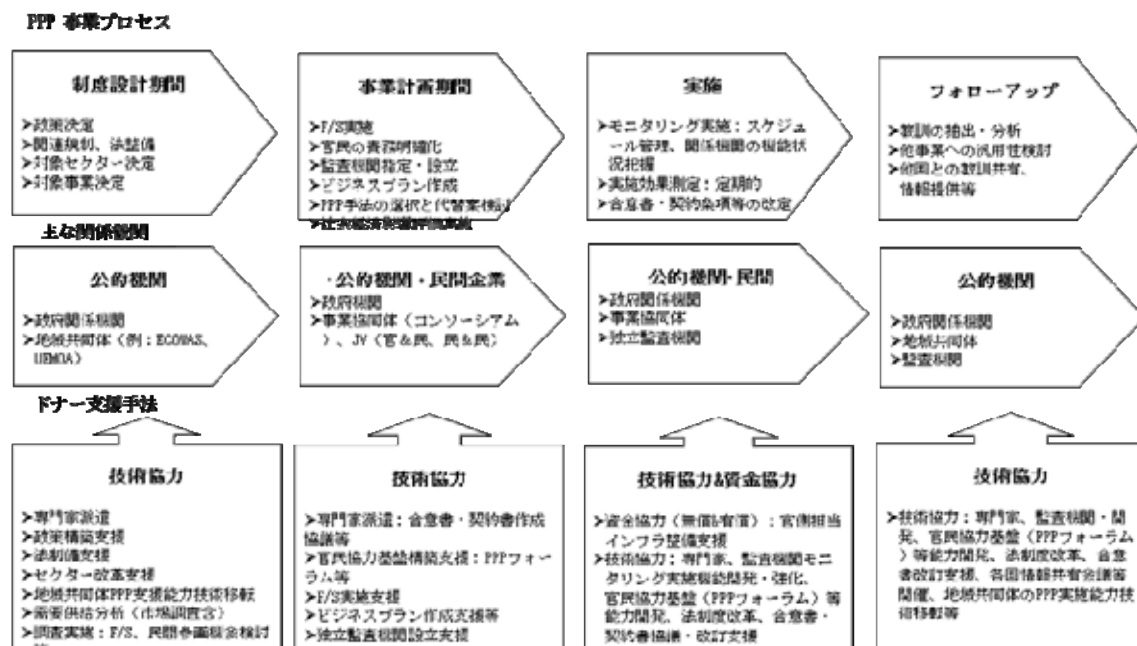 PPP 事業プロセス
制度設計期間
➢政策決定
➢関連規制、法整備
➢対象セクター決定
➢対象事業決定
事業計画期間
➢F/S実施
➢官民の責務明確化
➢監査機関指定・設立
➢ビジネスプラン作成
➢PPP手法の選択と代替案検討
➢社会経済影響評価実施
実施
➢モニタリング実施：スケジュ
ール管理、関係機関の機能状
況把握
➢実施効果測定：定期的
➢合意書・契約条項等の改定
フォローアップ
➢教訓の抽出・分析
➢他事業への汎用性検討
➢他国との教訓共有、
情報提供等
主な関係機関
公的機関
➢政府関係機関
➢地域共同体（例：ECOWAS、
UEMOA）
・公的機関・民間企業
➢政府機関
➢事業協同体（コンソーシアム
）、JV（官&民、民&民）
公的機関・民間
➢政府関係機関
➢事業協同体
➢独立監査機関
公的機関
➢政府関係機関
➢地域共同体
➢監査機関
ドナー支援手法
技術協力
➢専門家派遣
➢政策構築支援
➢法制備支援
➢セクター改革支援
➢地域共同体PPP支援能力技術移転
➢需要供給分析（市場調査含）
➢調査実施：F/S、民間参画機会検討
技術協力
➢専門家派遣：合意書・契約書作成
協議等
➢官民協力基盤構築支援：PPPフォー
ラム等
➢F/S実施支援
➢ビジネスプラン作成支援等
➢独立監査機関設立支援
技術協力&資金協力
➢資金協力（無償&有償）：官側担当
インフラ整備支援
➢技術協力：専門家、監査機関モニ
タリング実施機能開発・強化、
官民協力基盤（PPPフォーラム）等
能力開発、法制度改革、合意書・
契約書協議・改訂支援
技術協力
➢技術協力：専門家、監査機関・開
発、官民協力基盤（PPPフォーラム
）等能力開発、法制度改革、合意
書改訂支援、各国情報共有会議等
開催、地域共同体のPPP実施能力技
術移転等